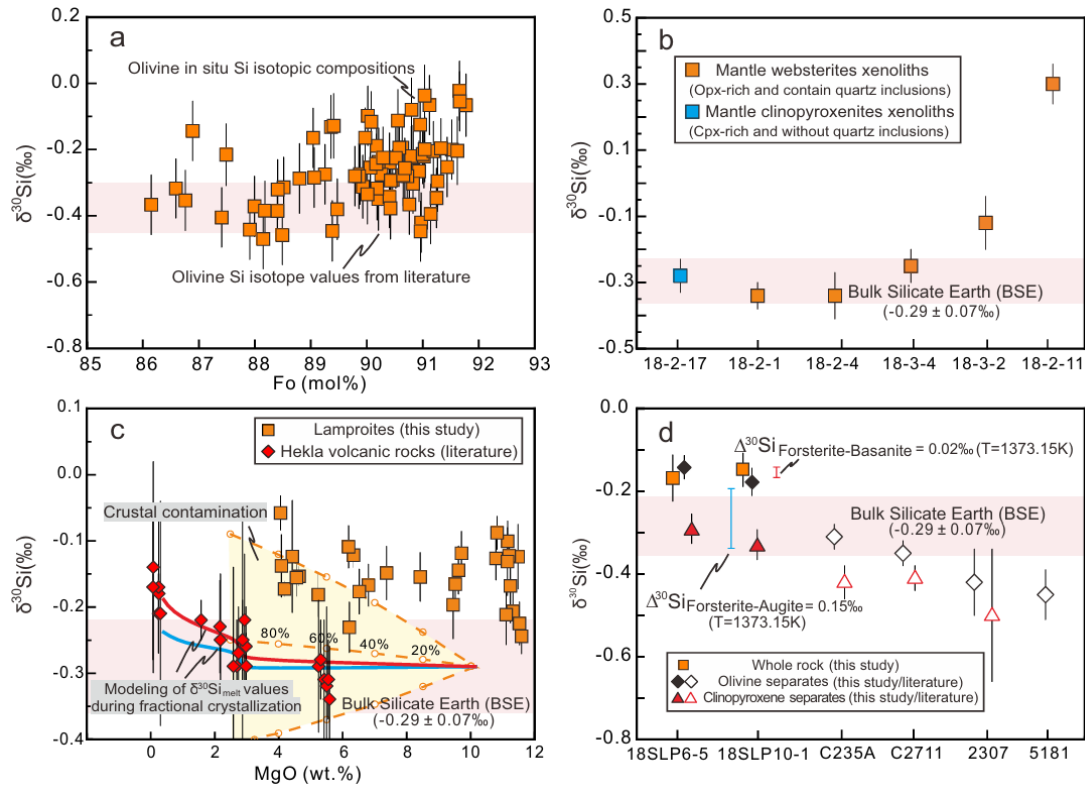 a
Olivine in situ Si isotopic compositions
Olivine Si isotope values from literature
0.2
0.0
-0.2
-0.4
-0.6
-0.8
δ³⁰Si(‰)
85 86 87 88 89 90 91 92 93
Fo (mol%)
b
Mantle websterites xenoliths
(Opx-rich and contain quartz inclusions)
Mantle clinopyroxenites xenoliths
(Cpx-rich and without quartz inclusions)
Bulk Silicate Earth (BSE)
(-0.29 ± 0.07‰)
0.5
0.3
0.1
-0.1
-0.3
-0.5
δ³⁰Si(‰)
18-2-17 18-2-1 18-2-4 18-3-4 18-3-2 18-2-11
c
Lamproites (this study)
Hekla volcanic rocks (literature)
Crustal contamination
80% 60% 40% 20%
Modeling of δ³⁰Si melt values
during fractional crystallization
Bulk Silicate Earth (BSE)
(-0.29 ± 0.07‰)
0.1
0.0
-0.1
-0.2
-0.3
-0.4
δ³⁰Si(‰)
0 2 4 6 8 10 12
MgO (wt.%)
d
Δ³⁰Si Forsterite-Basanite = 0.02‰ (T=1373.15K)
Bulk Silicate Earth (BSE)
(-0.29 ± 0.07‰)
Δ³⁰Si Forsterite-Augite = 0.15‰
(T=1373.15K)
Whole rock (this study)
Olivine separates (this study/literature)
Clinopyroxene separates (this study/literature)
-0.0
-0.2
-0.4
-0.6
-0.8
δ³⁰Si(‰)
18SLP6-5 18SLP10-1 C235A C2711 2307 5181